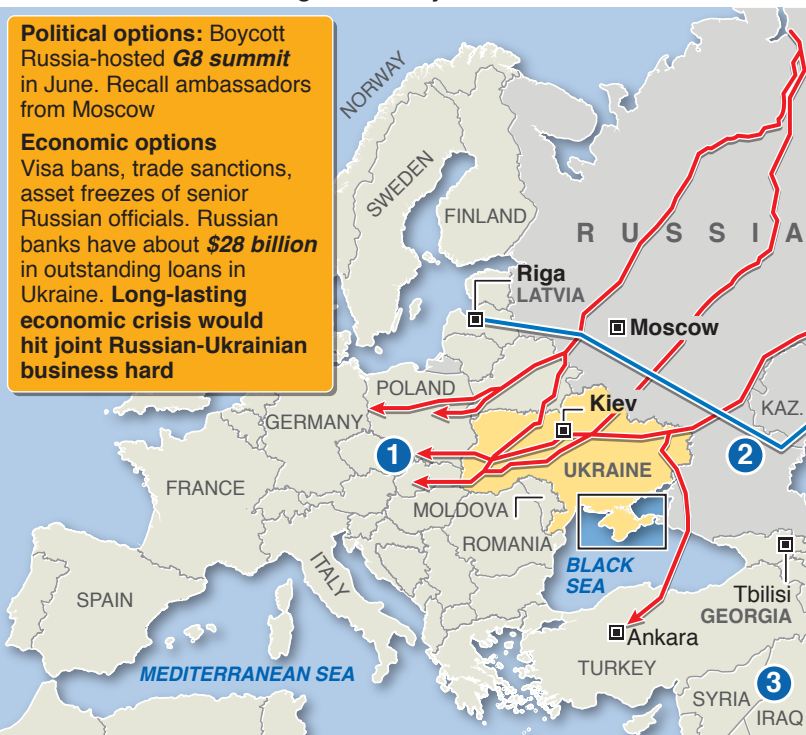 Political options: Boycott
Russia-hosted G8 summit
in June. Recall ambassadors
from Moscow
Economic options
Visa bans, trade sanctions,
asset freezes of senior
Russian officials. Russian
banks have about $28 billion
in outstanding loans in
Ukraine. Long-lasting
economic crisis would
hit joint Russian-Ukrainian
business hard
NORWAY
SWEDEN
FINLAND
RUSSIA
Riga
LATVIA
Moscow
POLAND
Kiev
KAZ.
GERMANY
1
2
UKRAINE
FRANCE
MOLDOVA
ROMANIA
BLACK
SEA
ITALY
SPAIN
Tbilisi
GEORGIA
Ankara
MEDITERRANEAN SEA
TURKEY
3
SYRIA
IRAQ